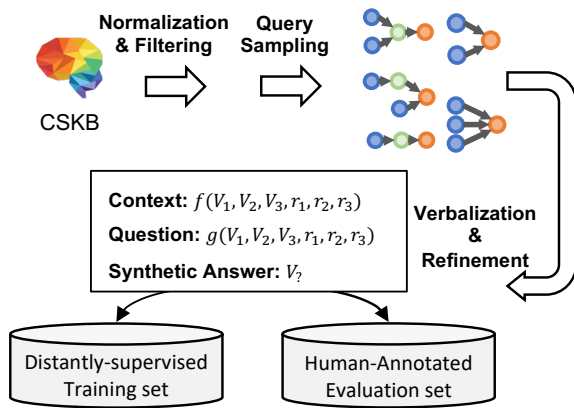 Normalization
& Filtering
Query
Sampling
CSKB
Context: f(V₁, V₂, V₃, r₁, r₂, r₃)
Question: g(V₁, V₂, V₃, r₁, r₂, r₃)
Synthetic Answer: V?
Verbalization
&
Refinement
Distantly-supervised
Training set
Human-Annotated
Evaluation set